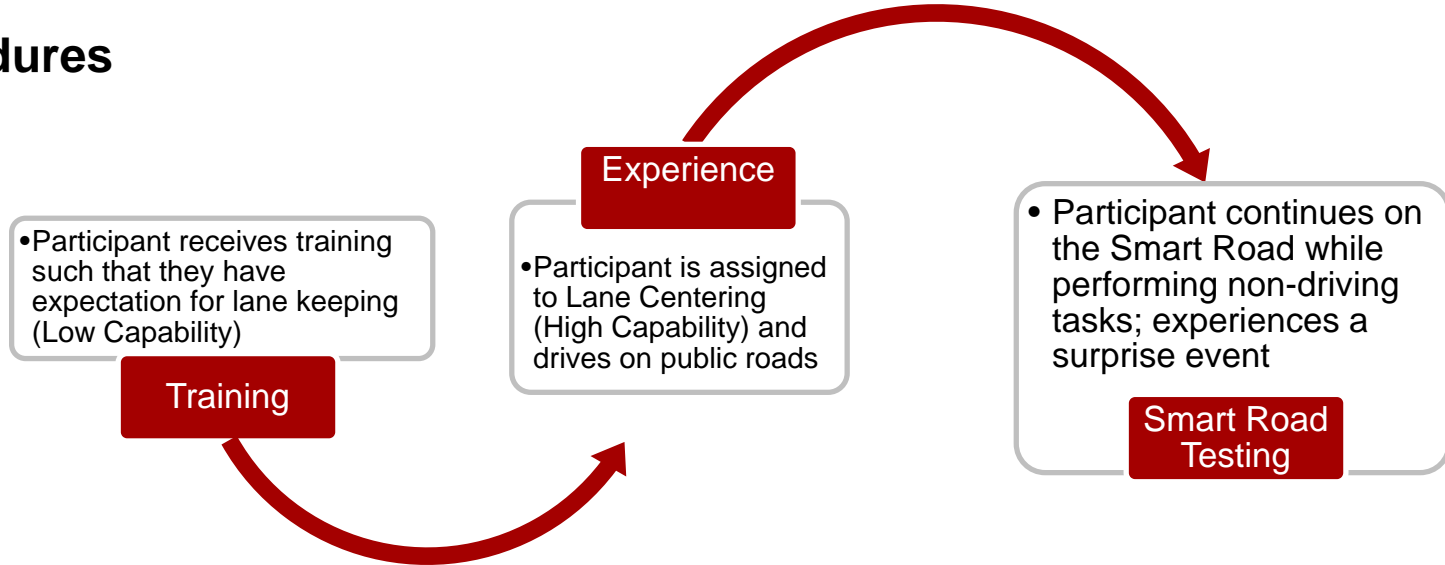 dures
•Participant receives training
such that they have
expectation for lane keeping
(Low Capability)
Training
Experience
•Participant is assigned
to Lane Centering
(High Capability) and
drives on public roads
• Participant continues on
the Smart Road while
performing non-driving
tasks; experiences a
surprise event
Smart Road
Testing